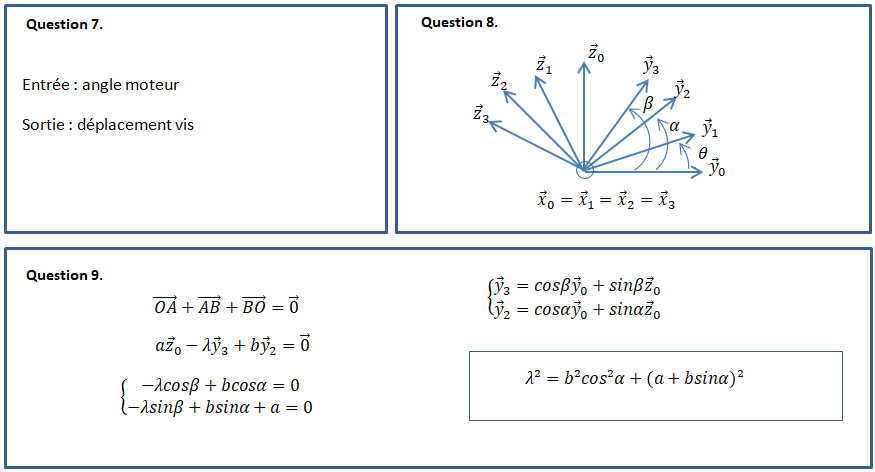 Question 7.
Entrée : angle moteur
Sortie : déplacement vis
Question 8.
z⃗₀
z⃗₁
y⃗₃
z⃗₂
y⃗₂
β
z⃗₃
α
y⃗₁
θ
y⃗₀
x⃗₀ = x⃗₁ = x⃗₂ = x⃗₃
Question 9.
OA⃗ + AB⃗ + BO⃗ = 0⃗
az⃗₀ − λy⃗₃ + by⃗₂ = 0⃗
−λcosβ + bcosα = 0
−λsinβ + bsinα + a = 0
y⃗₃ = cosβy⃗₀ + sinβz⃗₀
y⃗₂ = cosαy⃗₀ + sinαz⃗₀
λ² = b²cos²α + (a + bsinα)²